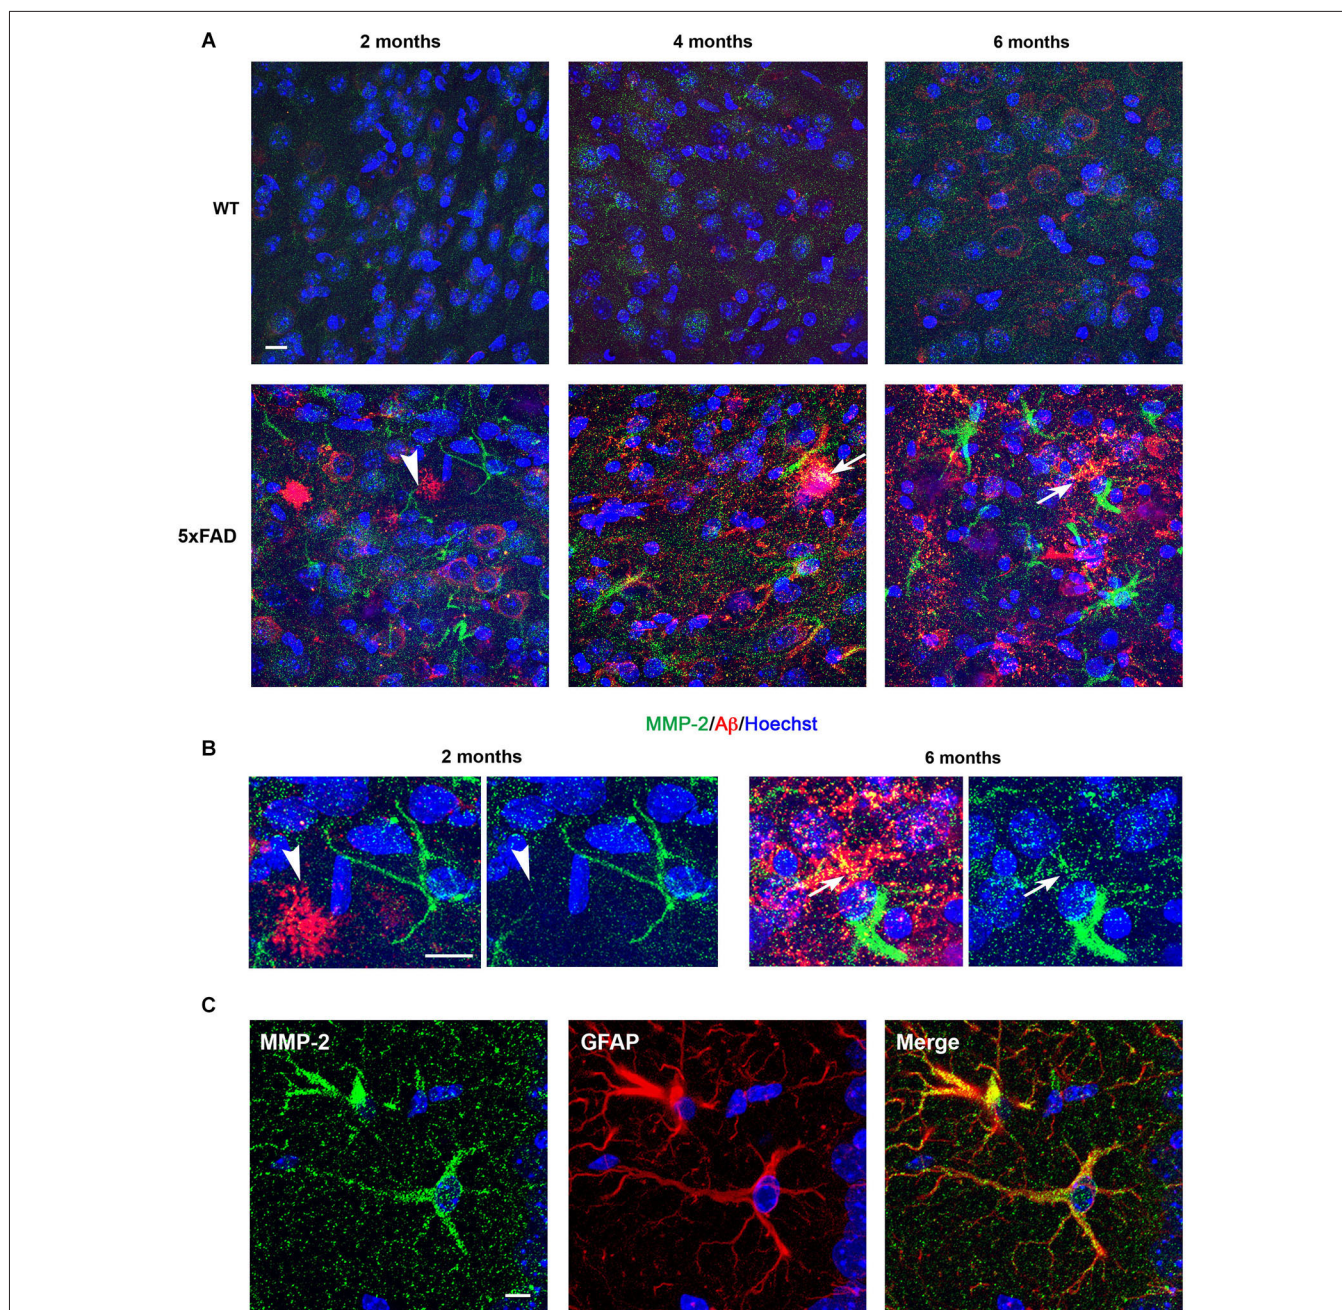 A
2 months 4 months 6 months
WT
5xFAD
MMP-2/Aβ/Hoechst
B
2 months 6 months
C
MMP-2 GFAP Merge